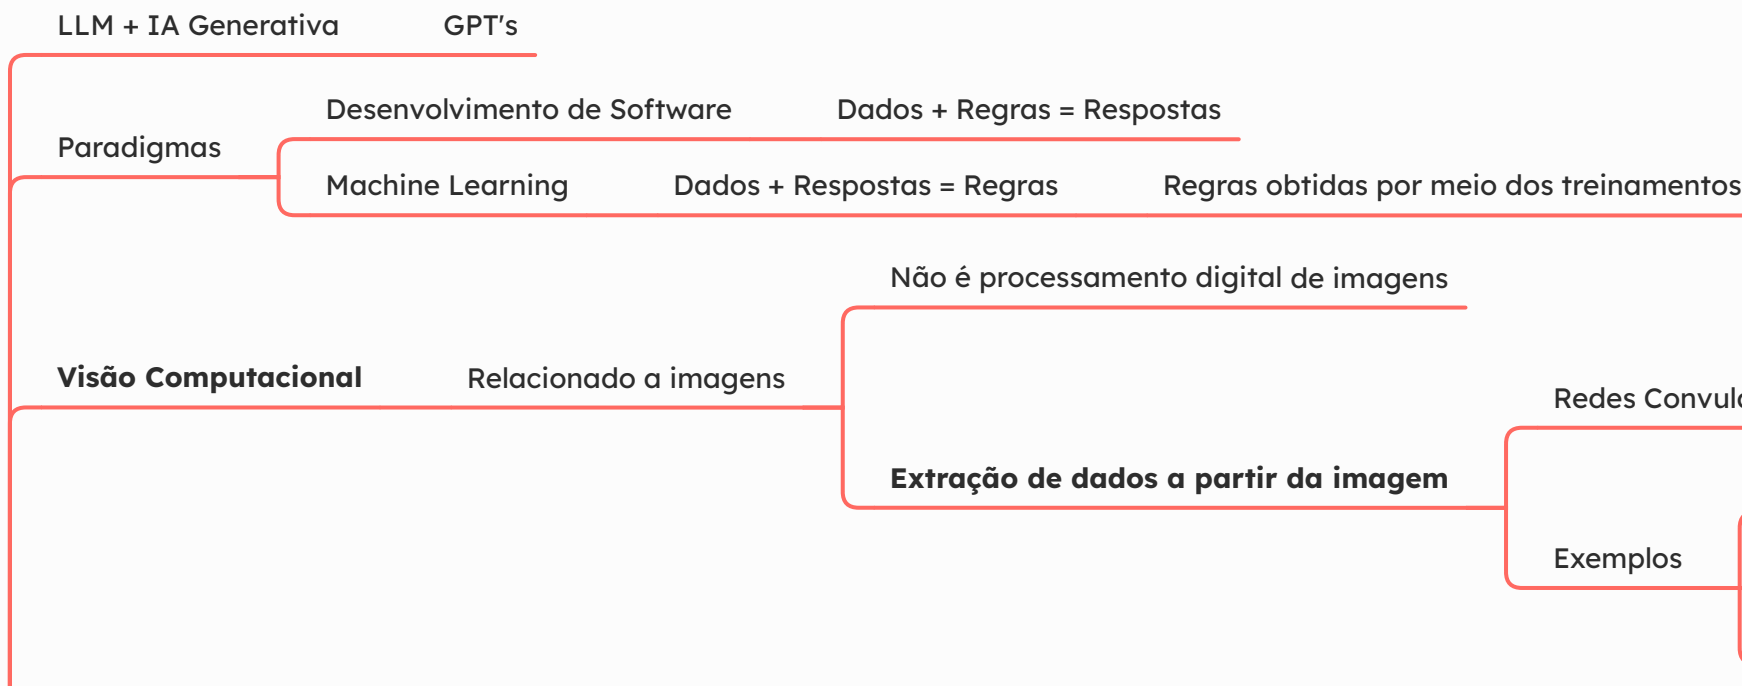 LLM + IA Generativa GPT's
Desenvolvimento de Software Dados + Regras = Respostas
Paradigmas
Machine Learning Dados + Respostas = Regras Regras obtidas por meio dos treinamentos
Não é processamento digital de imagens
Visão Computacional Relacionado a imagens
Redes
Extração de dados a partir da imagem
Exemplos